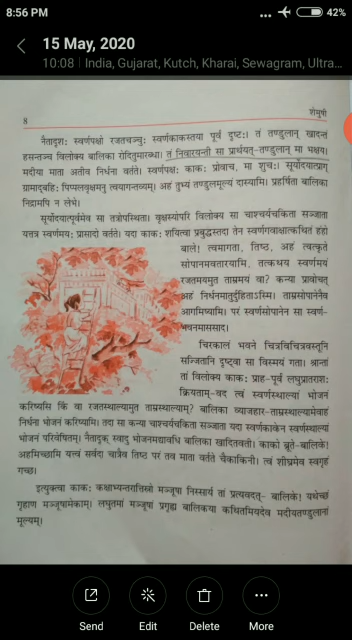 8:56 PM
42%
15 May, 2020
10:08 | India, Gujarat, Kutch, Kharai, Sewagram, Ultra...
8
शेमुषी
नैतादृशः स्वर्णपक्षो रजतचञ्चुः स्वर्णकाकस्तया पूर्वं दृष्टः। तं तण्डुलान् खादन्तं
हसन्तञ्च विलोक्य बालिका रोदितुमारब्धा। तं निवारयन्ती सा प्रार्थयत्-तण्डुलान् मा भक्षय।
मदीया माता अतीव निर्धना वर्तते। स्वर्णपक्षः काकः प्रोवाच, मा शुचः। सूर्योदयात्प्राग्
ग्रामाद्बहिः पिप्पलवृक्षमनु त्वयागन्तव्यम्। अहं तुभ्यं तण्डुलमूल्यं दास्यामि। प्रहर्षिता बालिका
निद्रामपि न लेभे।
सूर्योदयात्पूर्वमेव सा तत्रोपस्थिता। वृक्षस्योपरि विलोक्य सा चाश्चर्यचकिता सञ्जाता
यत्तत्र स्वर्णमयः प्रासादो वर्तते। यदा काकः शयित्वा प्रबुद्धस्तदा तेन स्वर्णगवाक्षात्कथितं हंहो
बाले! त्वमागता, तिष्ठ, अहं त्वत्कृते
सोपानमवतारयामि, तत्कथय स्वर्णमयं
रजतमयमुत ताम्रमयं वा? कन्या प्रावोचत्
अहं निर्धनमातुर्दुहिताऽस्मि। ताम्रसोपानेनैव
आगमिष्यामि। परं स्वर्णसोपानेन सा स्वर्ण-
भवनमाससाद।
चिरकालं भवने चित्रविचित्रवस्तूनि
सज्जितानि दृष्ट्वा सा विस्मयं गता। श्रान्तां
तां विलोक्य काकः प्राह-पूर्वं लघुप्रातराशः
क्रियताम्-वद त्वं स्वर्णस्थाल्यां भोजनं
करिष्यसि किं वा रजतस्थाल्यामुत ताम्रस्थाल्याम्? बालिका व्याजहार-ताम्रस्थाल्यामेवाहं
निर्धना भोजनं करिष्यामि। तदा सा कन्या चाश्चर्यचकिता सञ्जाता यदा स्वर्णकाकेन स्वर्णस्थाल्यां
भोजनं परिवेषितम्। नैतादृक् स्वादु भोजनमद्यावधि बालिका खादितवती। काको ब्रूते-बालिके!
अहमिच्छामि यत्त्वं सर्वदा चात्रैव तिष्ठ परं तव माता वर्तते चैकाकिनी। त्वं शीघ्रमेव स्वगृहं
गच्छ।
इत्युक्त्वा काकः कक्षाभ्यन्तरात्तिस्रो मञ्जूषा निस्सार्य तां प्रत्यवदत्- बालिके! यथेच्छं
गृहाण मञ्जूषामेकाम्। लघुतमां मञ्जूषां प्रगृह्य बालिकया कथितमियदेव मदीयतण्डुलानां
मूल्यम्।
Send
Edit
Delete
More